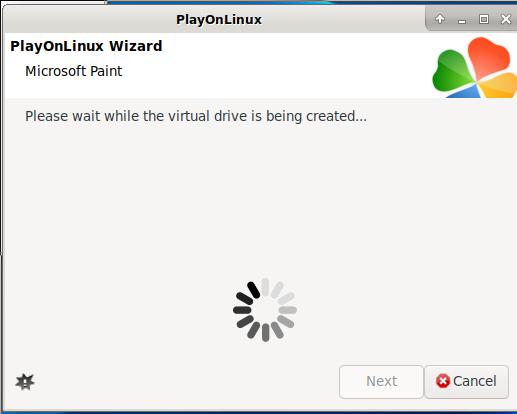 PlayOnLinux
PlayOnLinux Wizard
Microsoft Paint
Please wait while the virtual drive is being created...
Next
Cancel